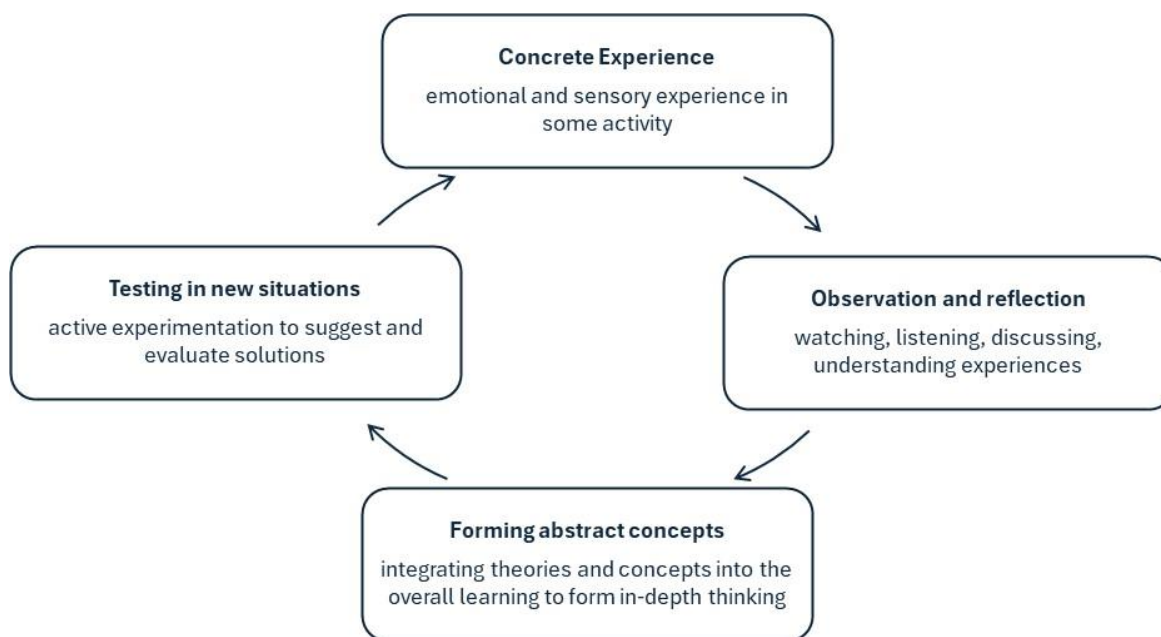 Concrete Experience
emotional and sensory experience in
some activity
Testing in new situations
active experimentation to suggest and
evaluate solutions
Observation and reflection
watching, listening, discussing,
understanding experiences
Forming abstract concepts
integrating theories and concepts into the
overall learning to form in-depth thinking